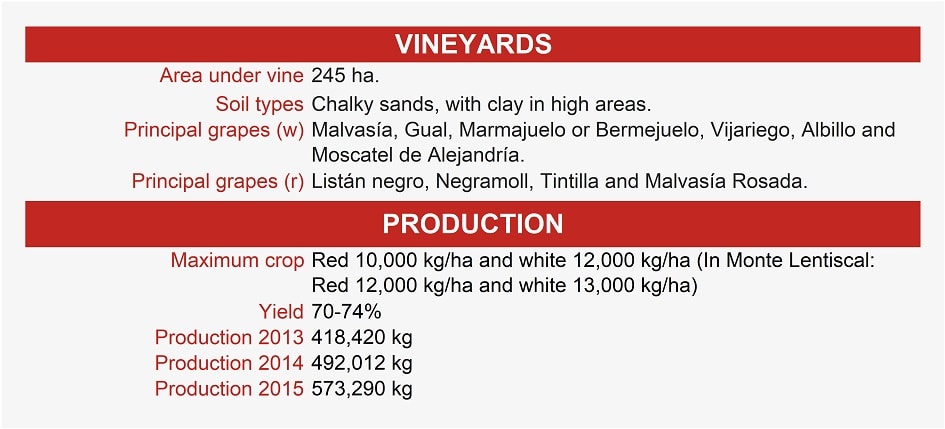 VINEYARDS
Area under vine 245 ha.
Soil types Chalky sands, with clay in high areas.
Principal grapes (w) Malvasía, Gual, Marmajuelo or Bermejuelo, Vijariego, Albillo and
Moscatel de Alejandría.
Principal grapes (r) Listán negro, Negramoll, Tintilla and Malvasía Rosada.
PRODUCTION
Maximum crop Red 10,000 kg/ha and white 12,000 kg/ha (In Monte Lentiscal:
Red 12,000 kg/ha and white 13,000 kg/ha)
Yield 70-74%
Production 2013 418,420 kg
Production 2014 492,012 kg
Production 2015 573,290 kg